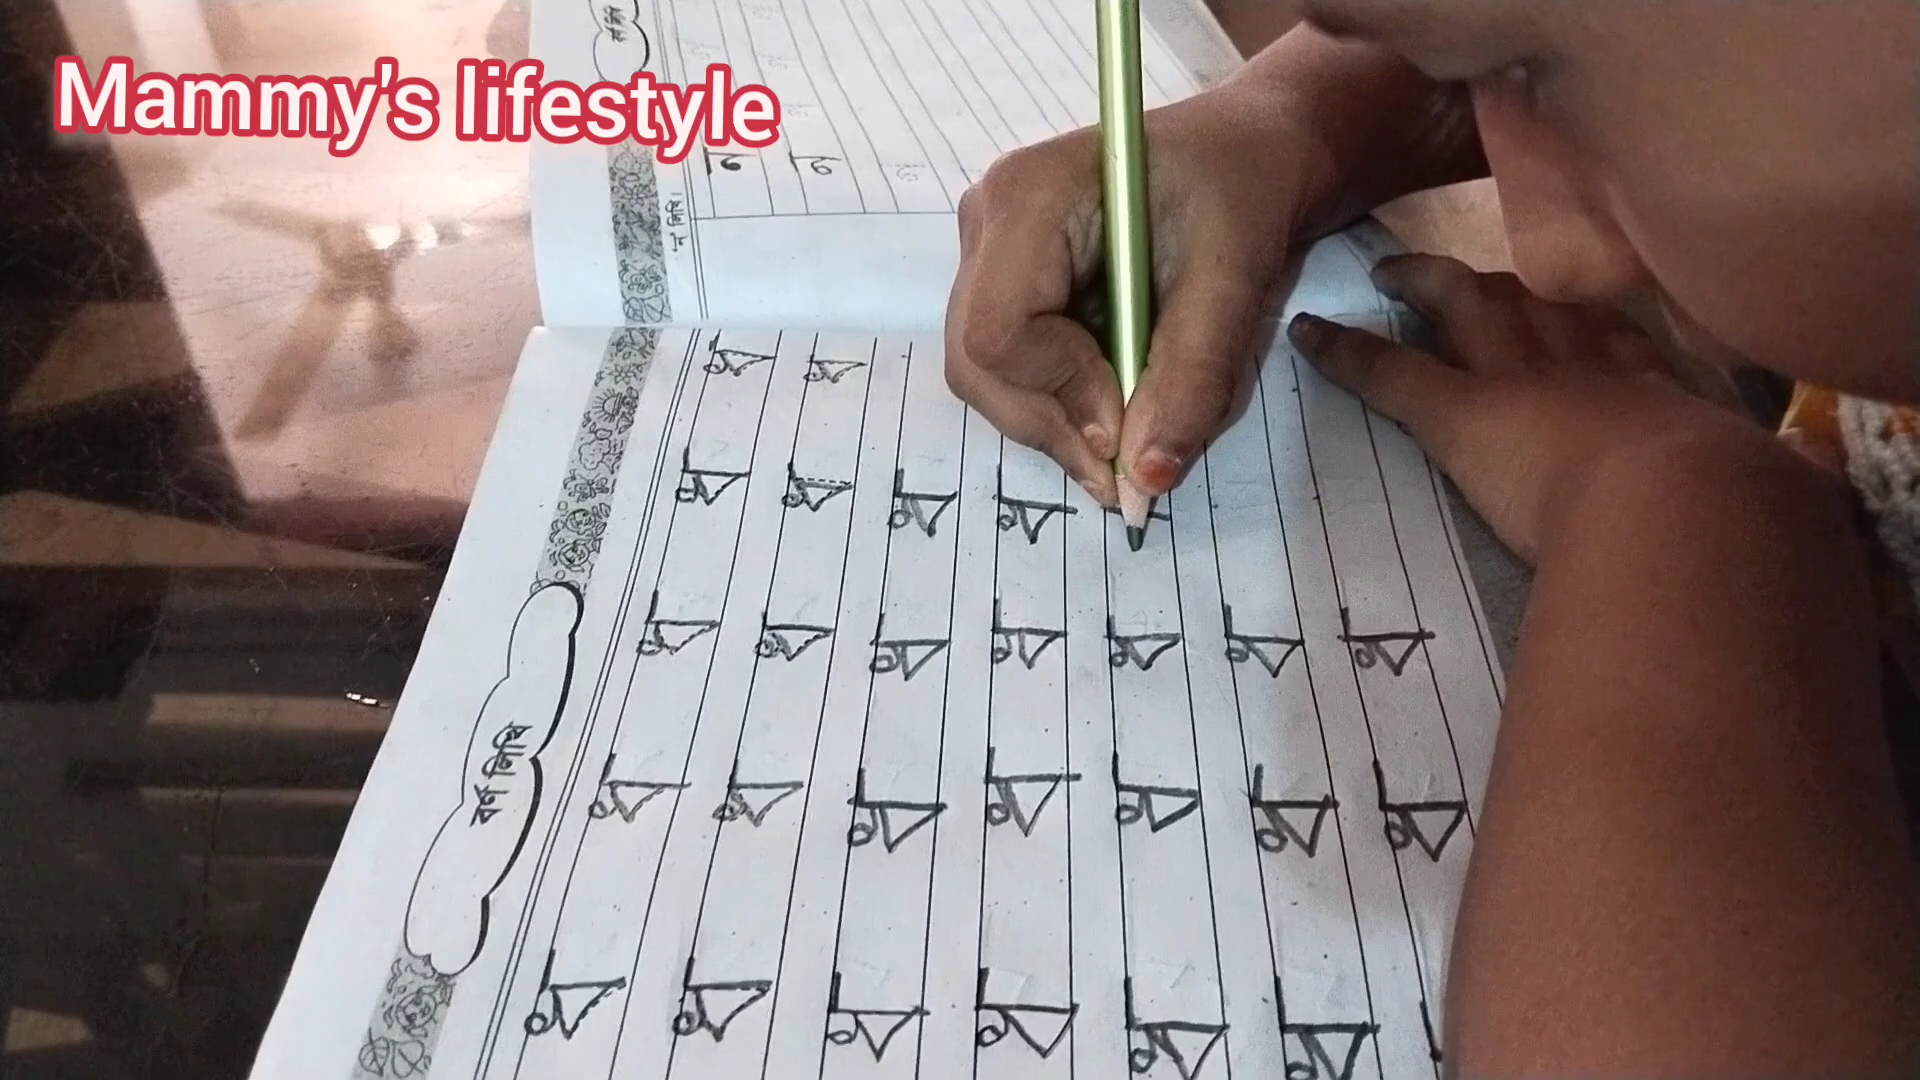 Mammy's lifestyle
বর্ণ লিখি
ধ ধ ধ ধ ধ
ধ ধ ধ ধ ধ
ধ ধ ধ ধ
ধ ধ ধ ধ
ধ ধ ধ
ধ ধ ধ
ধ ধ
'ন' লিখি।
ন
ন